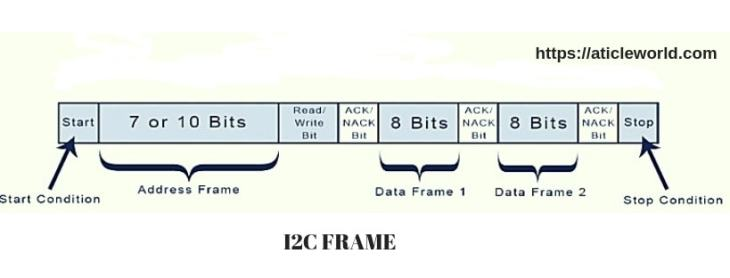 https://aticleworld.com
Start
7 or 10 Bits
Read/
Write
Bit
ACK/
NACK
Bit
8 Bits
ACK/
NACK
Bit
8 Bits
ACK/
NACK
Bit
Stop
Start Condition
Address Frame
Data Frame 1
Data Frame 2
Stop Condition
I2C FRAME